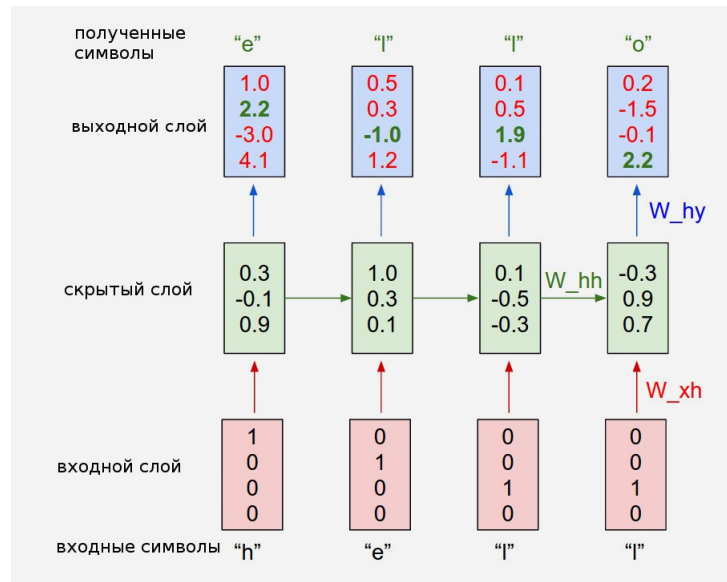 полученные
символы
“e” “l” “l” “o”
выходной слой
1.0 0.5 0.1 0.2
2.2 0.3 0.5 -1.5
-3.0 -1.0 1.9 -0.1
4.1 1.2 -1.1 2.2
W_hy
скрытый слой
0.3 1.0 0.1 -0.3
-0.1 0.3 -0.5 0.9
0.9 0.1 -0.3 0.7
W_hh
W_xh
входной слой
1 0 0 0
0 1 0 0
0 0 1 1
0 0 0 0
входные символы “h” “e” “l” “l”